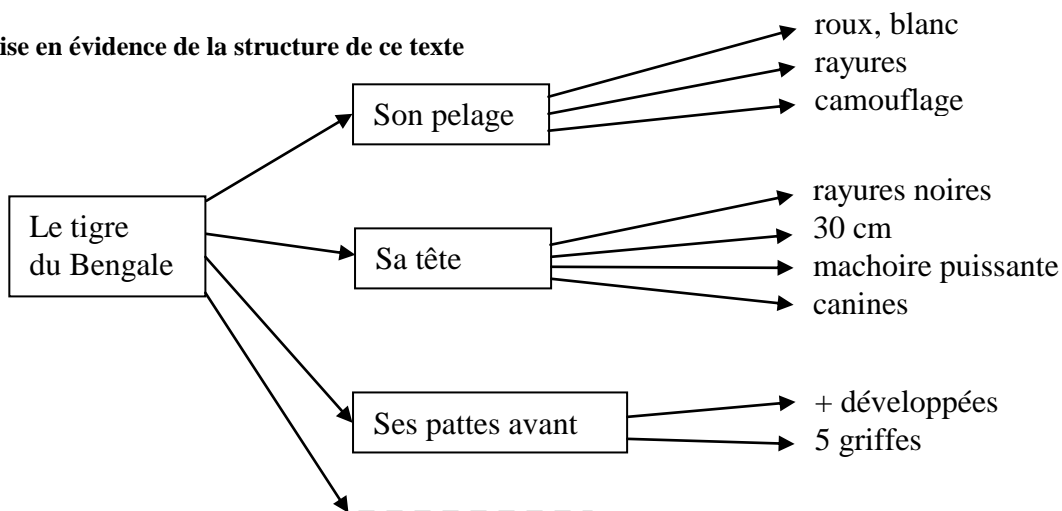 ise en évidence de la structure de ce texte
roux, blanc
rayures
camouflage
Son pelage
Le tigre
du Bengale
rayures noires
30 cm
machoire puissante
canines
Sa tête
+ développées
5 griffes
Ses pattes avant